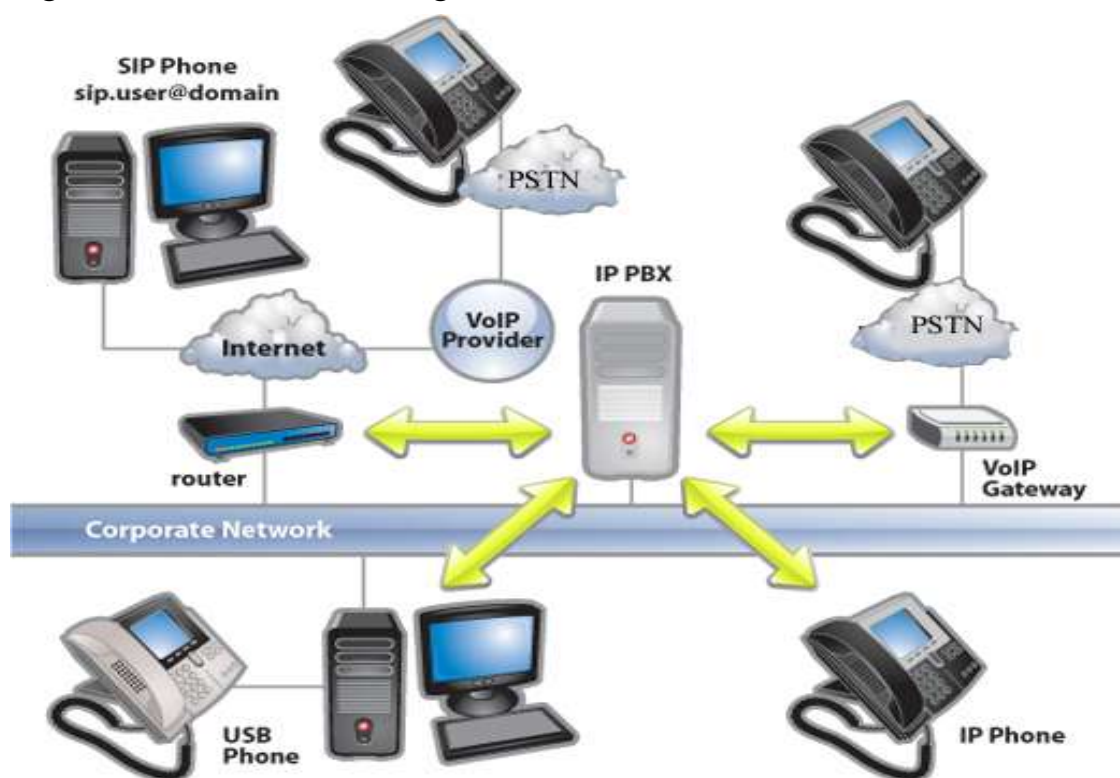 SIP Phone
sip.user@domain
PSTN
IP PBX
VoIP
Provider
PSTN
Internet
router
VoIP
Gateway
Corporate Network
USB
Phone
IP Phone